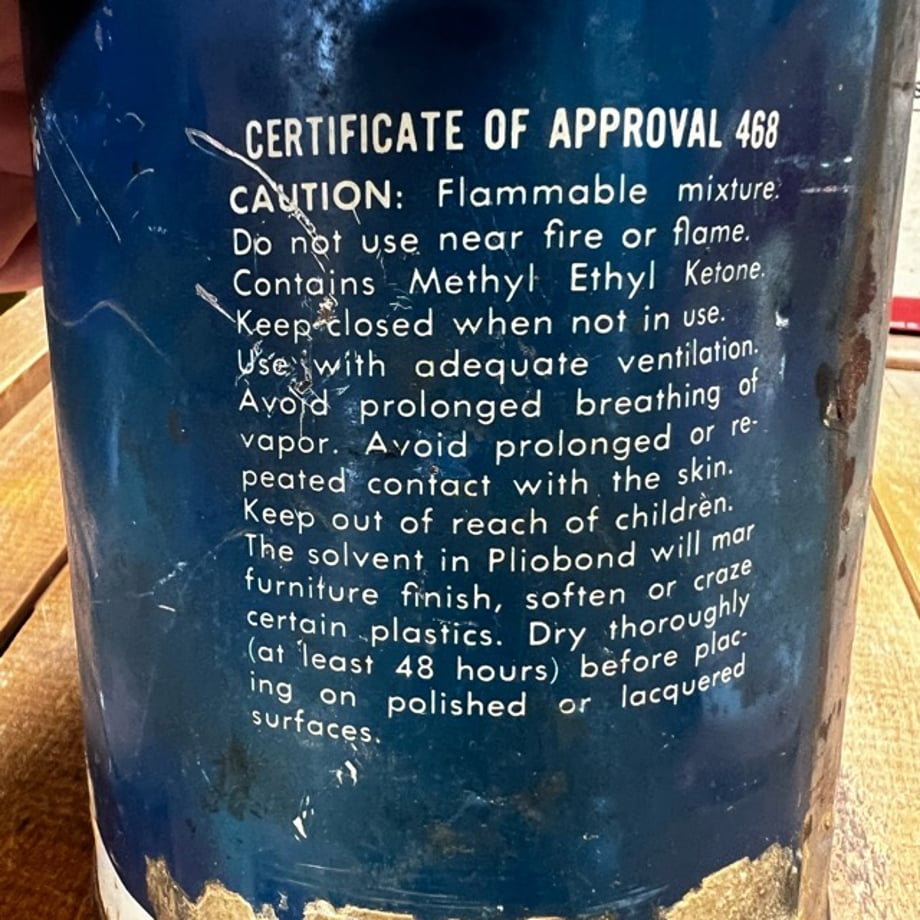 CERTIFICATE OF APPROVAL 468
CAUTION: Flammable mixture.
Do not use near fire or flame.
Contains Methyl Ethyl Ketone.
Keep closed when not in use.
Use with adequate ventilation.
Avoid prolonged breathing of
vapor. Avoid prolonged or re-
peated contact with the skin.
Keep out of reach of children.
The solvent in Pliobond will mar
furniture finish, soften or craze
certain plastics. Dry thoroughly
(at least 48 hours) before plac-
ing on polished or lacquered
surfaces.